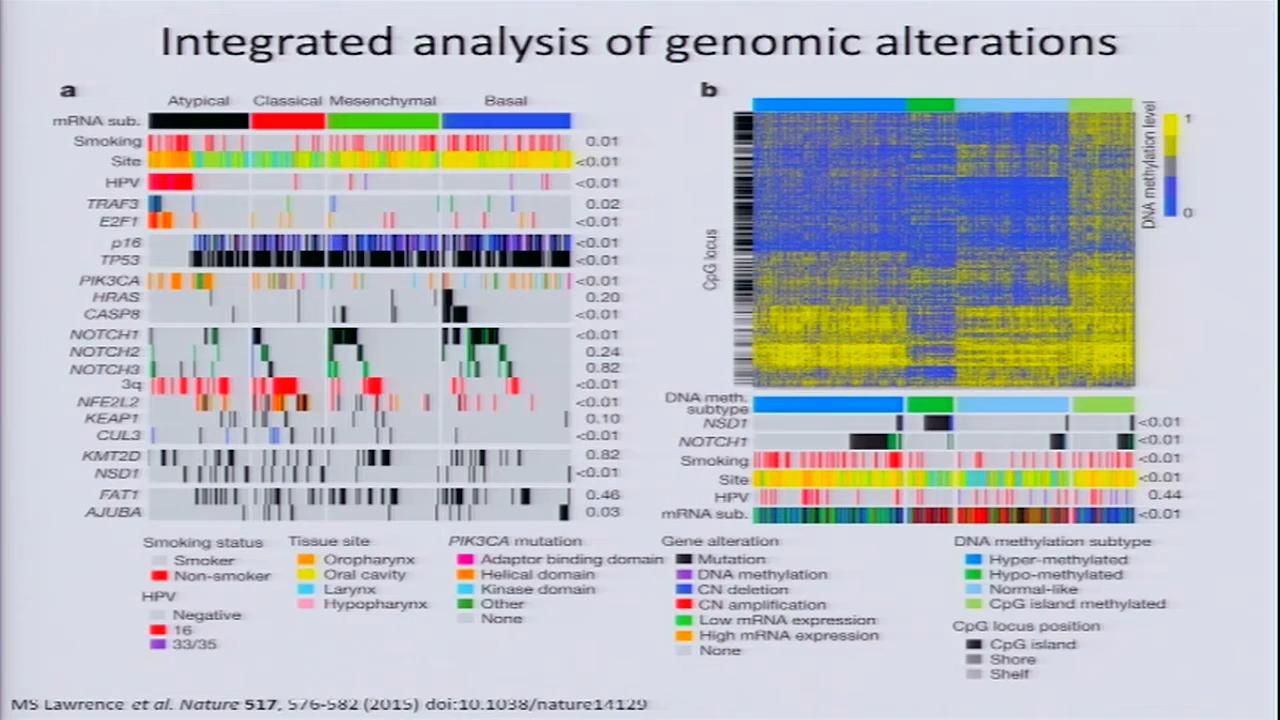 Integrated analysis of genomic alterations
a
Atypical Classical Mesenchymal Basal
mRNA sub.
Smoking 0.01
Site <0.01
HPV <0.01
TRAF3 0.02
E2F1 <0.01
p16 <0.01
TP53 <0.01
PIK3CA <0.01
HRAS 0.20
CASP8 <0.01
NOTCH1 <0.01
NOTCH2 0.24
NOTCH3 0.82
3q <0.01
NFE2L2 <0.01
KEAP1 0.10
CUL3 <0.01
KMT2D 0.82
NSD1 <0.01
FAT1 0.46
AJUBA 0.03
Smoking status
Smoker
Non-smoker
HPV
Negative
16
33/35
Tissue site
Oropharynx
Oral cavity
Larynx
Hypopharynx
PIK3CA mutation
Adaptor binding domain
Helical domain
Kinase domain
Other
None
b
CpG locus
DNA methylation level
1
0
DNA meth.
subtype
NSD1 <0.01
NOTCH1 <0.01
Smoking <0.01
Site <0.01
HPV 0.44
mRNA sub. <0.01
Gene alteration
Mutation
DNA methylation
CN deletion
CN amplification
Low mRNA expression
High mRNA expression
None
DNA methylation subtype
Hyper-methylated
Hypo-methylated
Normal-like
CpG island methylated
CpG locus position
CpG island
Shore
Shelf
MS Lawrence et al. Nature 517, 576-582 (2015) doi:10.1038/nature14129